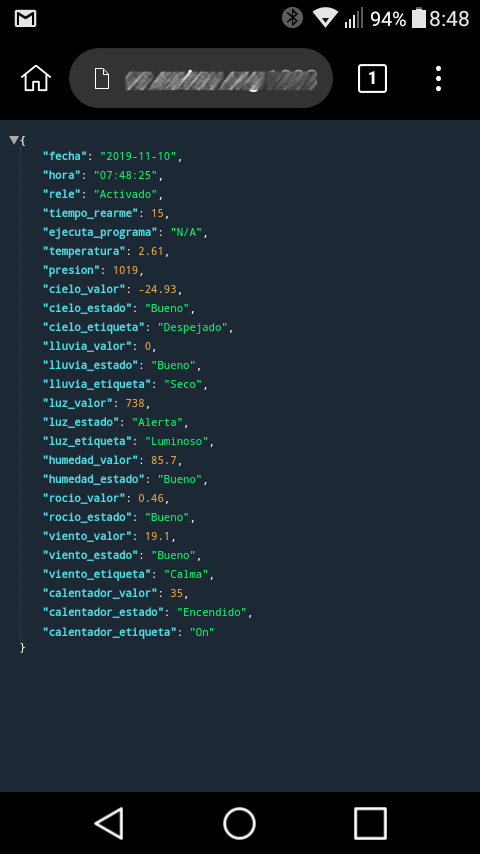 94% 8:48
1
{
"fecha": "2019-11-10",
"hora": "07:48:25",
"rele": "Activado",
"tiempo_rearme": 15,
"ejecuta_programa": "N/A",
"temperatura": 2.61,
"presion": 1019,
"cielo_valor": -24.93,
"cielo_estado": "Bueno",
"cielo_etiqueta": "Despejado",
"lluvia_valor": 0,
"lluvia_estado": "Bueno",
"lluvia_etiqueta": "Seco",
"luz_valor": 738,
"luz_estado": "Alerta",
"luz_etiqueta": "Luminoso",
"humedad_valor": 85.7,
"humedad_estado": "Bueno",
"rocio_valor": 0.46,
"rocio_estado": "Bueno",
"viento_valor": 19.1,
"viento_estado": "Bueno",
"viento_etiqueta": "Calma",
"calentador_valor": 35,
"calentador_estado": "Encendido",
"calentador_etiqueta": "On"
}